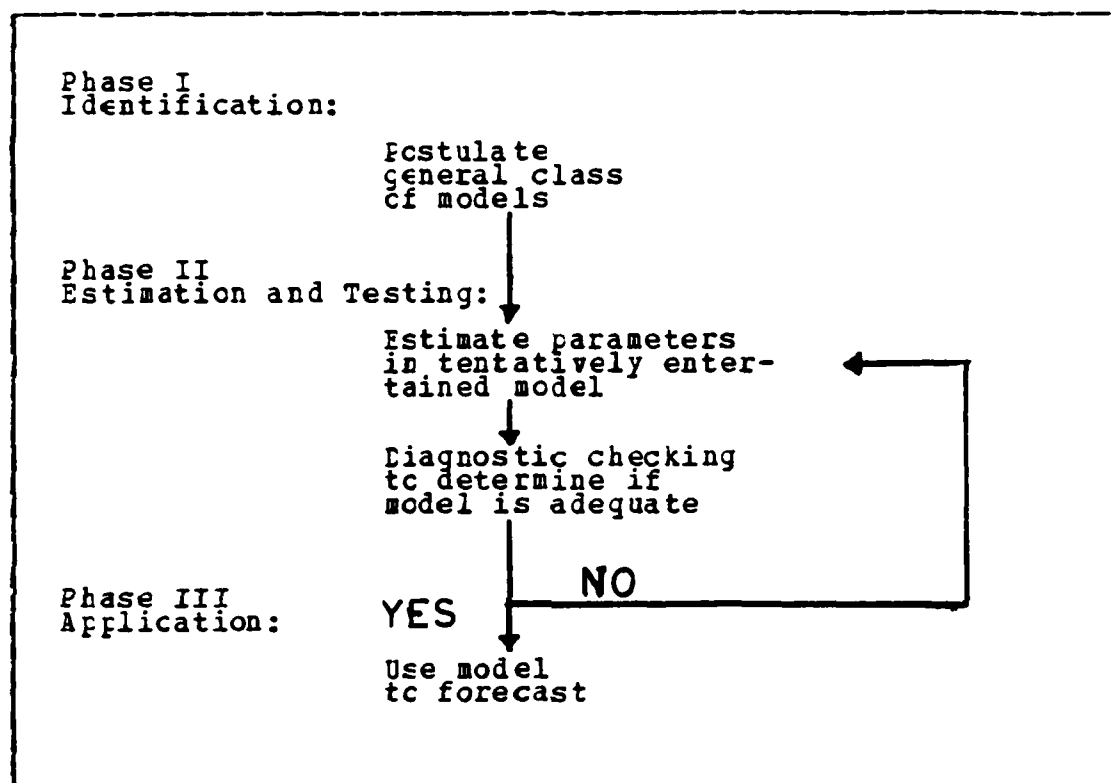 Phase I
Identification:
Postulate
general class
of models
Phase II
Estimation and Testing:
Estimate parameters
in tentatively enter-
tained model
Diagnostic checking
to determine if
model is adequate
NO
Phase III
Application:
YES
Use model
to forecast